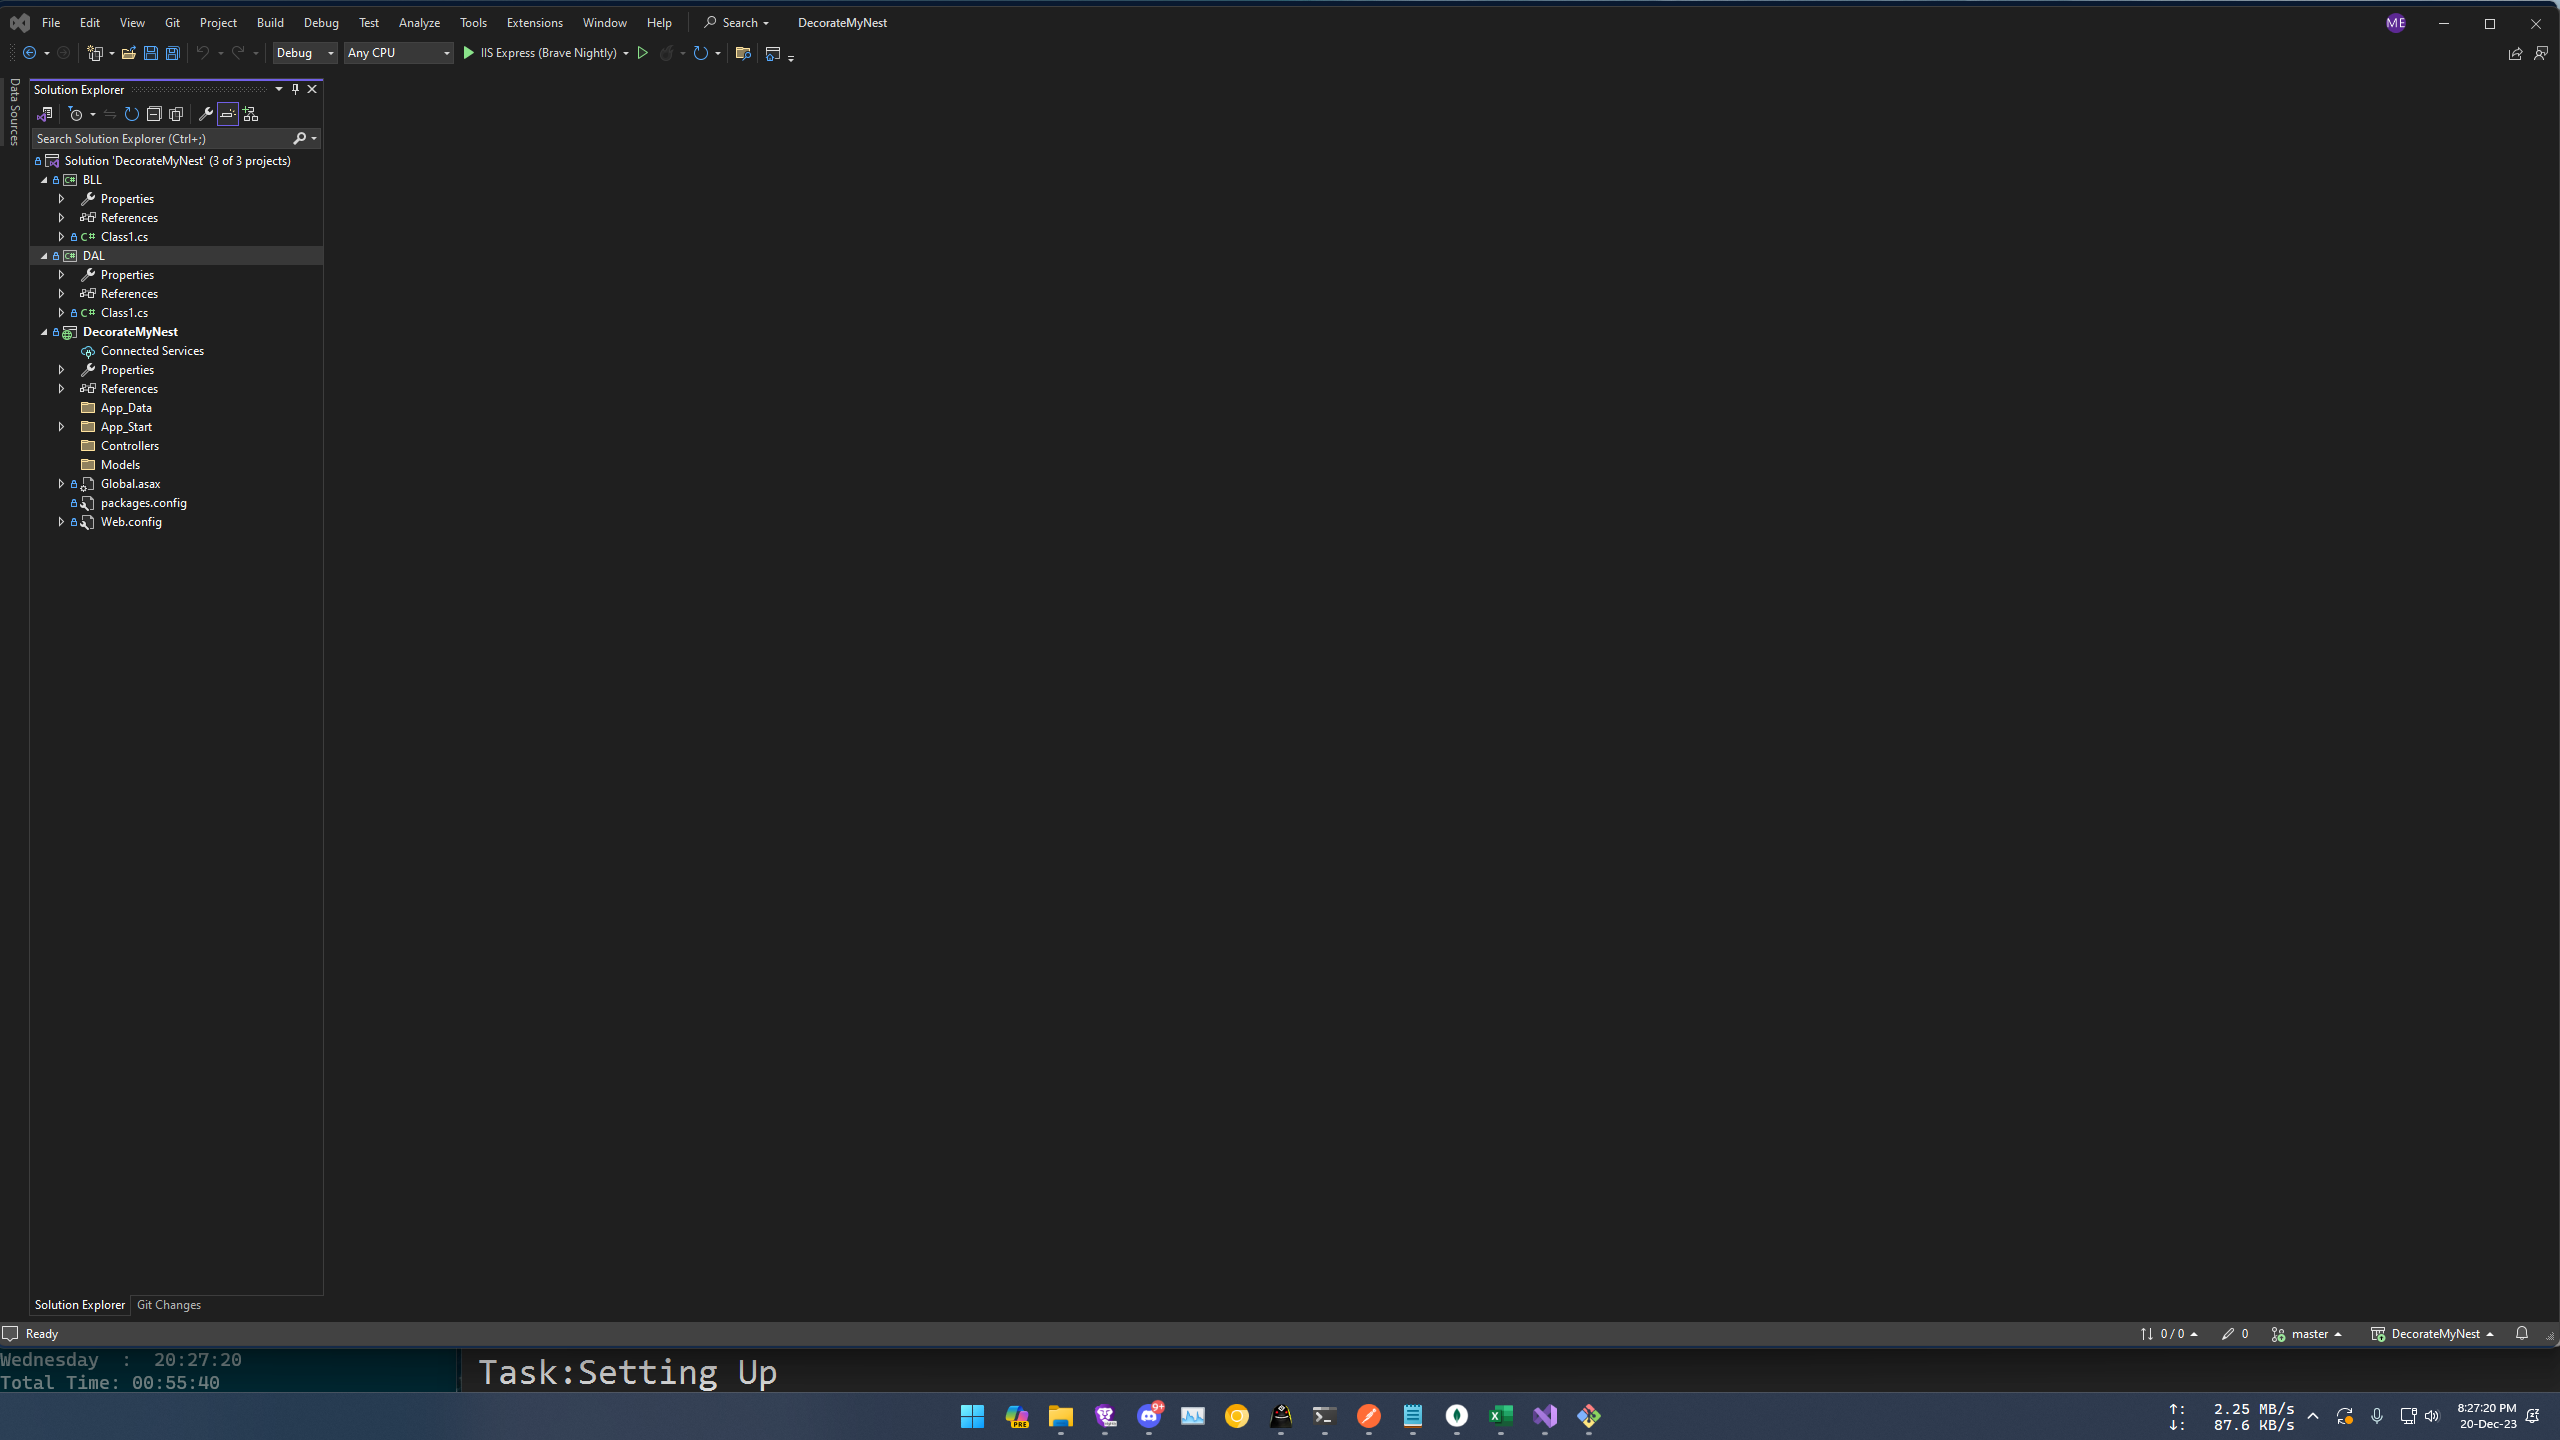 File Edit View Git Project Build Debug Test Analyze Tools Extensions Window Help Search DecorateMyNest ME
Debug Any CPU IIS Express (Brave Nightly)
Data Sources
Solution Explorer
Search Solution Explorer (Ctrl+;)
Solution 'DecorateMyNest' (3 of 3 projects)
C# BLL
Properties
References
C# Class1.cs
C# DAL
Properties
References
C# Class1.cs
DecorateMyNest
Connected Services
Properties
References
App_Data
App_Start
Controllers
Models
Global.asax
packages.config
Web.config
Solution Explorer Git Changes
Ready 0 / 0 0 master DecorateMyNest
Wednesday : 20:27:20
Total Time: 00:55:40
Task:Setting Up
PRE
9+
↑: 2.25 MB/s
↓: 87.6 KB/s
8:27:20 PM
20-Dec-23